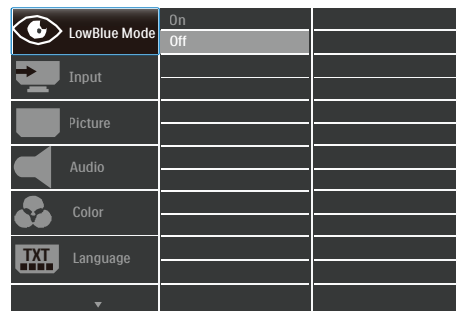 LowBlue Mode
On
Off
Input
Picture
Audio
Color
TXT
Language